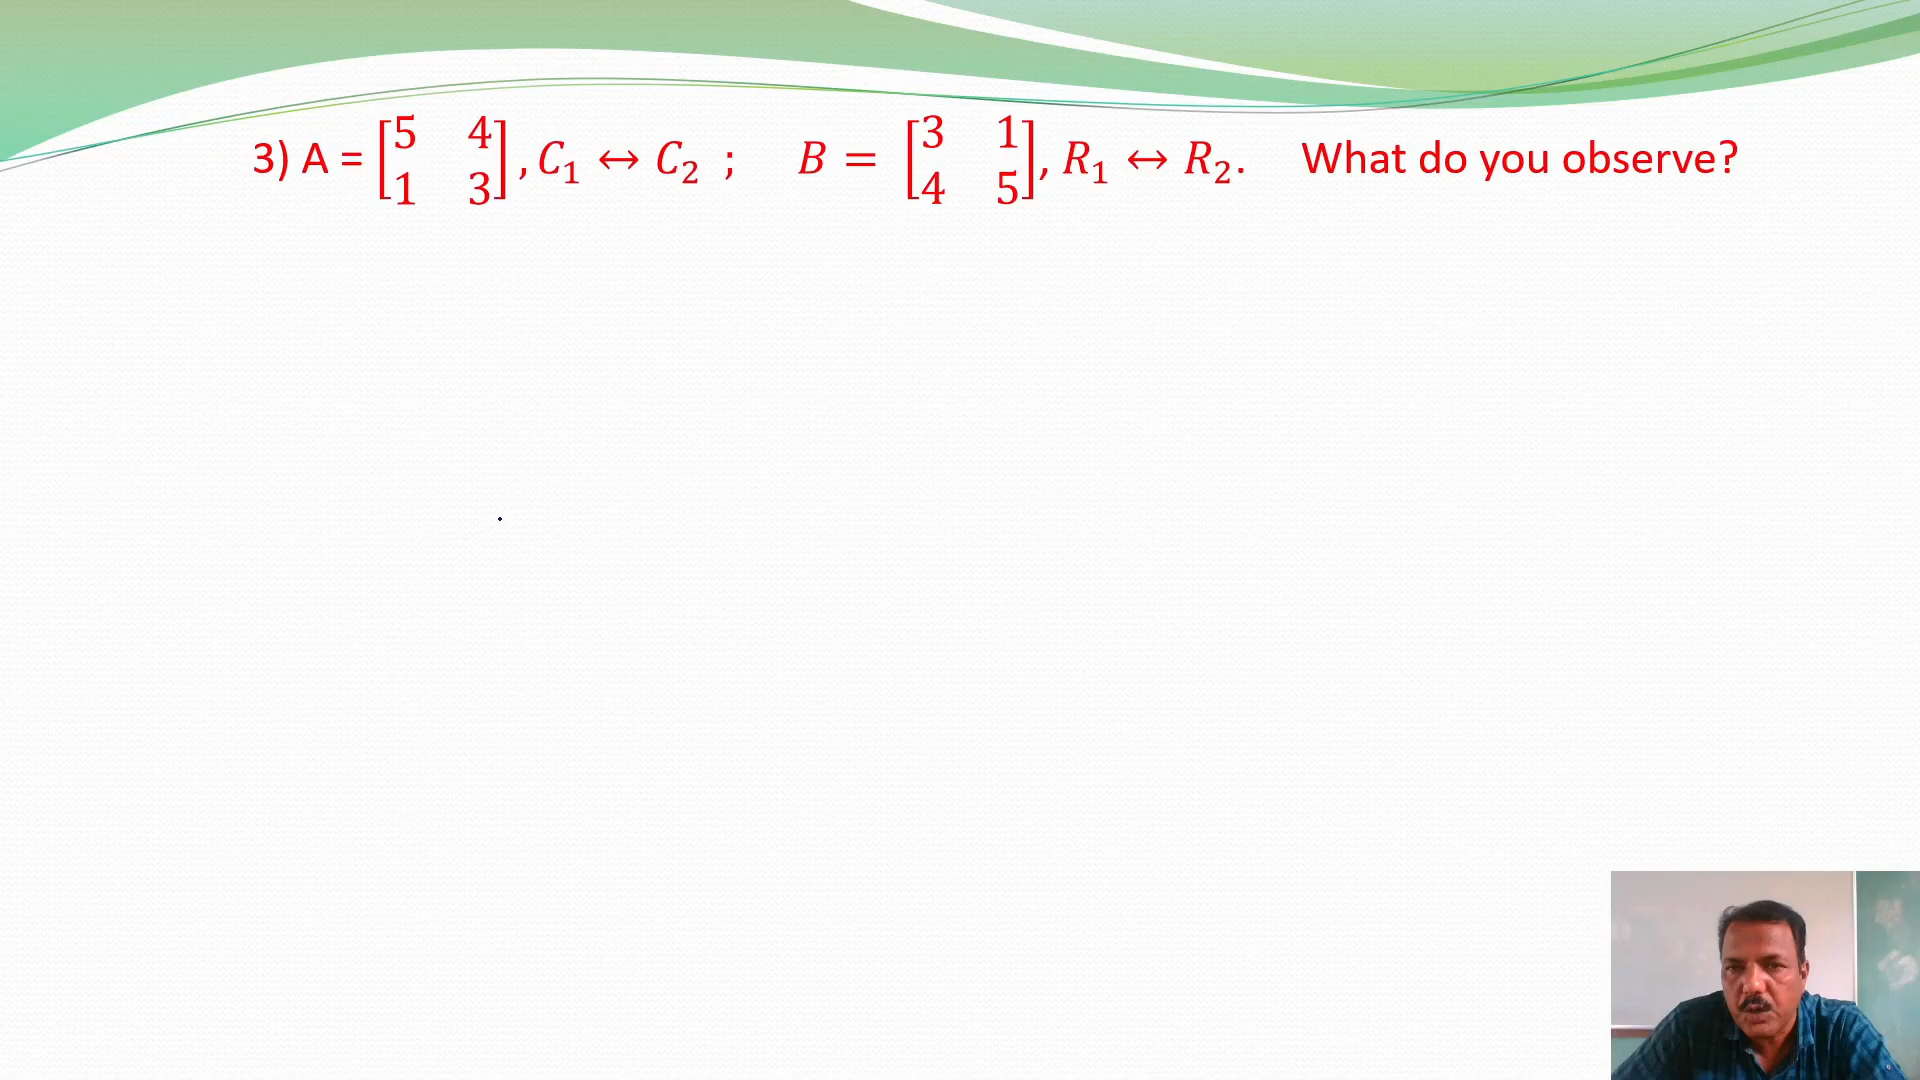 3) A = [5 4; 1 3], C₁ ↔ C₂ ; B = [3 1; 4 5], R₁ ↔ R₂. What do you observe?